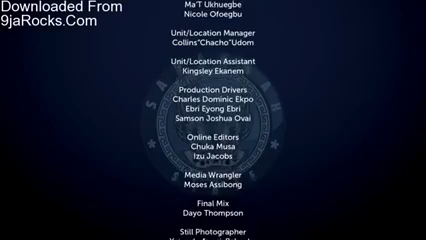 Downloaded From
9jaRocks.Com
Ma'T Ukhuegbe
Nicole Ofoegbu
Unit/Location Manager
Collins"Chacho"Udom
Unit/Location Assistant
Kingsley Ekanem
Production Drivers
Charles Dominic Ekpo
Ebri Eyong Ebri
Samson Joshua Ovai
Online Editors
Chuka Musa
Izu Jacobs
Media Wrangler
Moses Assibong
Final Mix
Dayo Thompson
Still Photographer